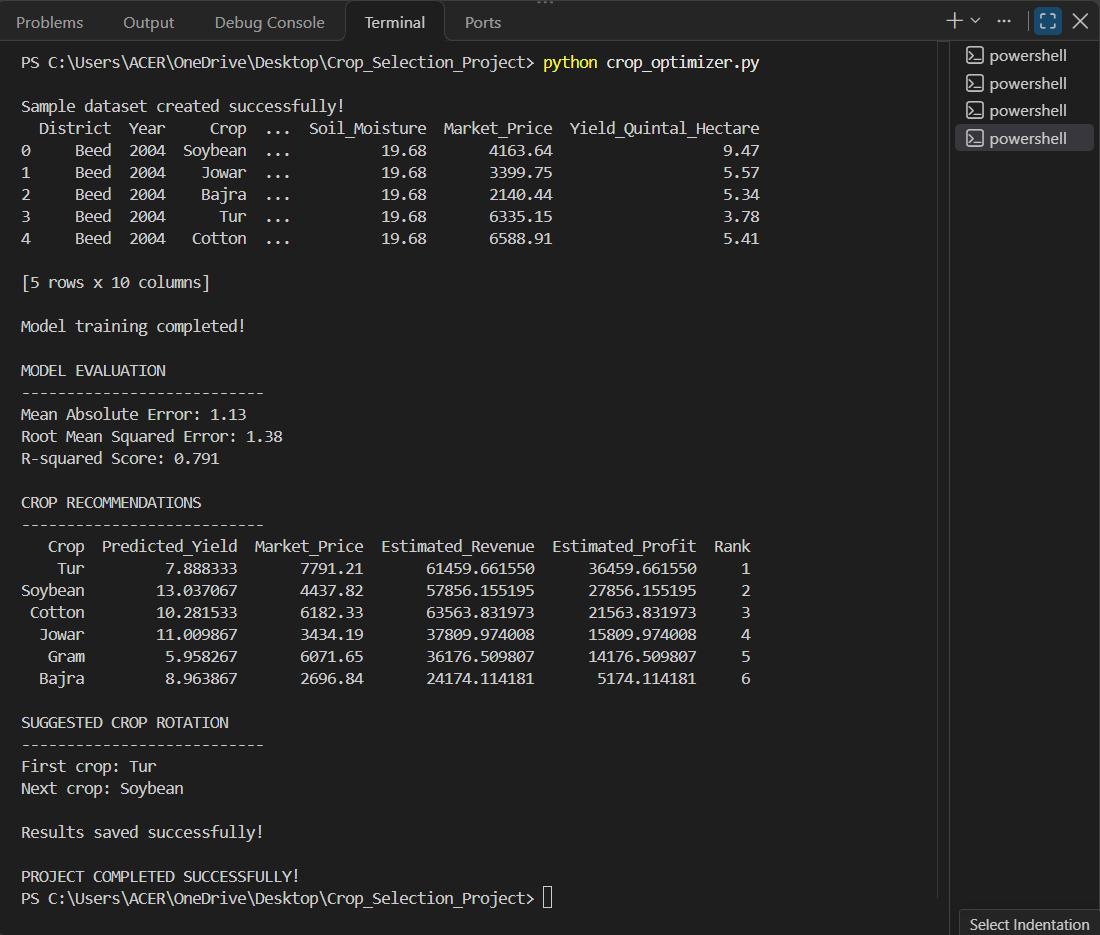 Problems Output Debug Console Terminal Ports
PS C:\Users\ACER\OneDrive\Desktop\Crop_Selection_Project> python crop_optimizer.py
powershell
powershell
powershell
powershell
Sample dataset created successfully!
District Year Crop ... Soil_Moisture Market_Price Yield_Quintal_Hectare
0 Beed 2004 Soybean ... 19.68 4163.64 9.47
1 Beed 2004 Jowar ... 19.68 3399.75 5.57
2 Beed 2004 Bajra ... 19.68 2140.44 5.34
3 Beed 2004 Tur ... 19.68 6335.15 3.78
4 Beed 2004 Cotton ... 19.68 6588.91 5.41
[5 rows x 10 columns]
Model training completed!
MODEL EVALUATION
---------------------------
Mean Absolute Error: 1.13
Root Mean Squared Error: 1.38
R-squared Score: 0.791
CROP RECOMMENDATIONS
---------------------------
Crop Predicted_Yield Market_Price Estimated_Revenue Estimated_Profit Rank
Tur 7.888333 7791.21 61459.661550 36459.661550 1
Soybean 13.037067 4437.82 57856.155195 27856.155195 2
Cotton 10.281533 6182.33 63563.831973 21563.831973 3
Jowar 11.009867 3434.19 37809.974008 15809.974008 4
Gram 5.958267 6071.65 36176.509807 14176.509807 5
Bajra 8.963867 2696.84 24174.114181 5174.114181 6
SUGGESTED CROP ROTATION
---------------------------
First crop: Tur
Next crop: Soybean
Results saved successfully!
PROJECT COMPLETED SUCCESSFULLY!
PS C:\Users\ACER\OneDrive\Desktop\Crop_Selection_Project>
Select Indentation